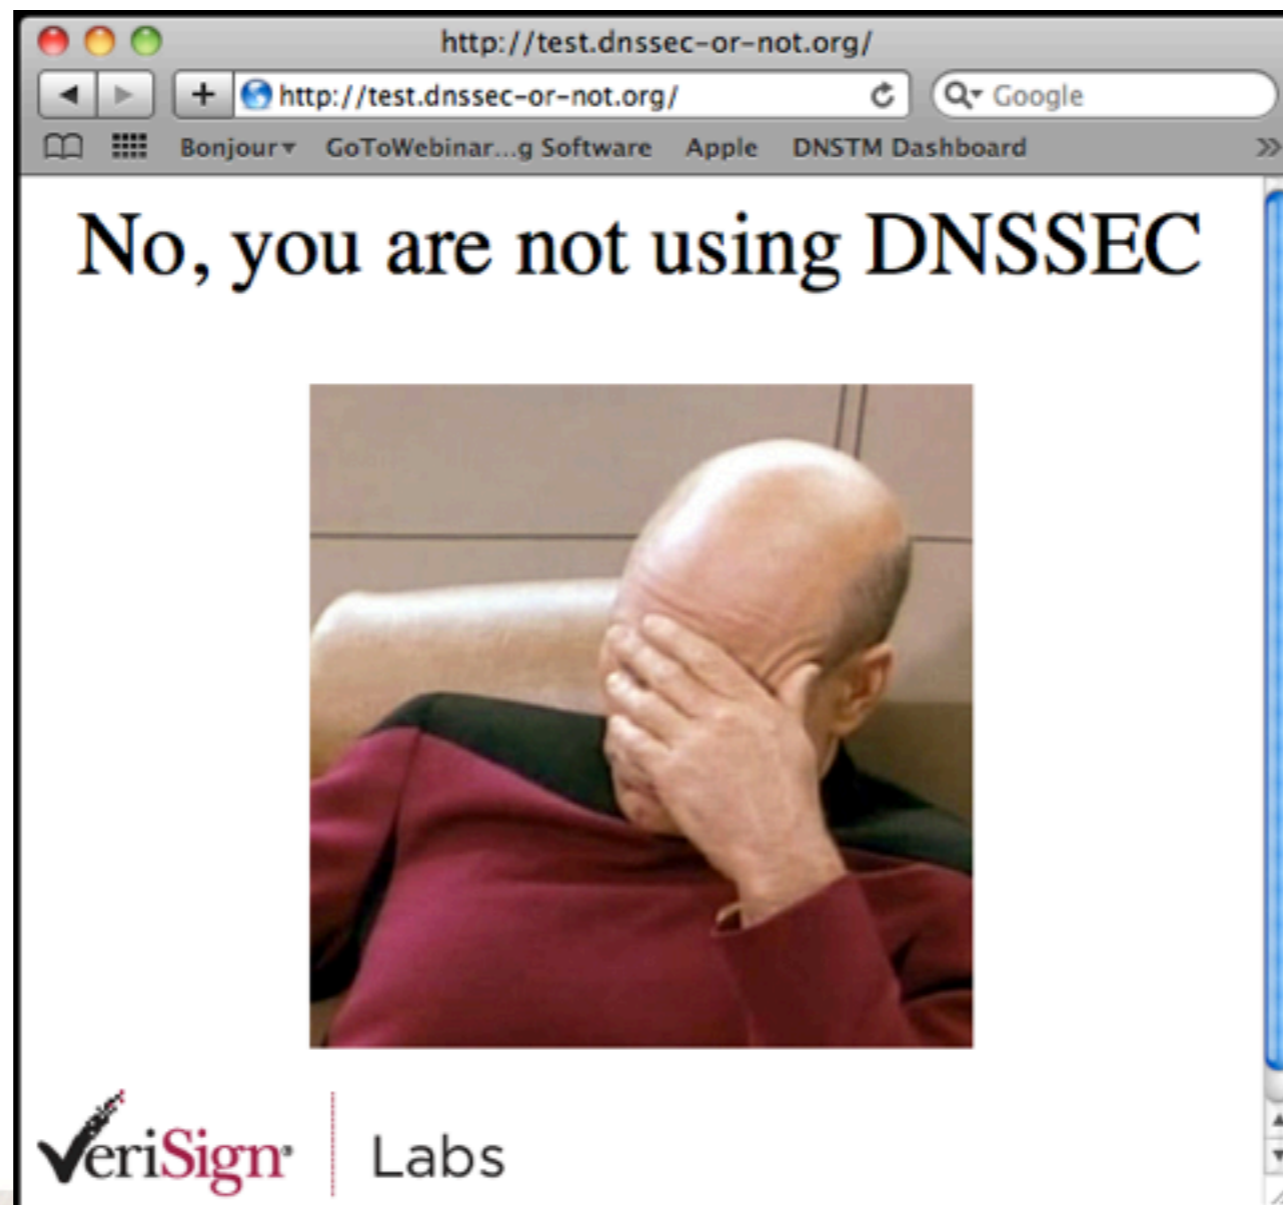 http://test.dnssec-or-not.org/
http://test.dnssec-or-not.org/
Google
Bonjour GoToWebinar...g Software Apple DNSTM Dashboard
No, you are not using DNSSEC
VeriSign Labs